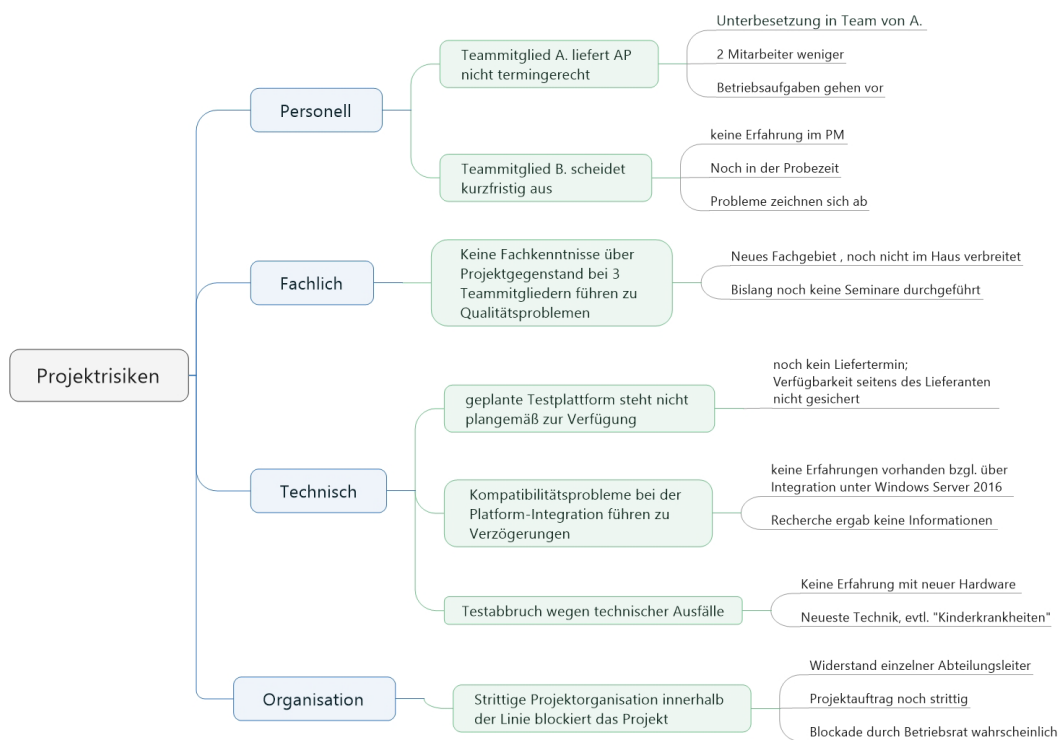 Projektrisiken
Personell
Teammitglied A. liefert AP
nicht termingerecht
Unterbesetzung in Team von A.
2 Mitarbeiter weniger
Betriebsaufgaben gehen vor
Teammitglied B. scheidet
kurzfristig aus
keine Erfahrung im PM
Noch in der Probezeit
Probleme zeichnen sich ab
Fachlich
Keine Fachkenntnisse über
Projektgegenstand bei 3
Teammitgliedern führen zu
Qualitätsproblemen
Neues Fachgebiet , noch nicht im Haus verbreitet
Bislang noch keine Seminare durchgeführt
Technisch
geplante Testplattform steht nicht
plangemäß zur Verfügung
noch kein Liefertermin;
Verfügbarkeit seitens des Lieferanten
nicht gesichert
Kompatibilitätsprobleme bei der
Platform-Integration führen zu
Verzögerungen
keine Erfahrungen vorhanden bzgl. über
Integration unter Windows Server 2016
Recherche ergab keine Informationen
Testabbruch wegen technischer Ausfälle
Keine Erfahrung mit neuer Hardware
Neueste Technik, evtl. "Kinderkrankheiten"
Organisation
Strittige Projektorganisation innerhalb
der Linie blockiert das Projekt
Widerstand einzelner Abteilungsleiter
Projektauftrag noch strittig
Blockade durch Betriebsrat wahrscheinlich